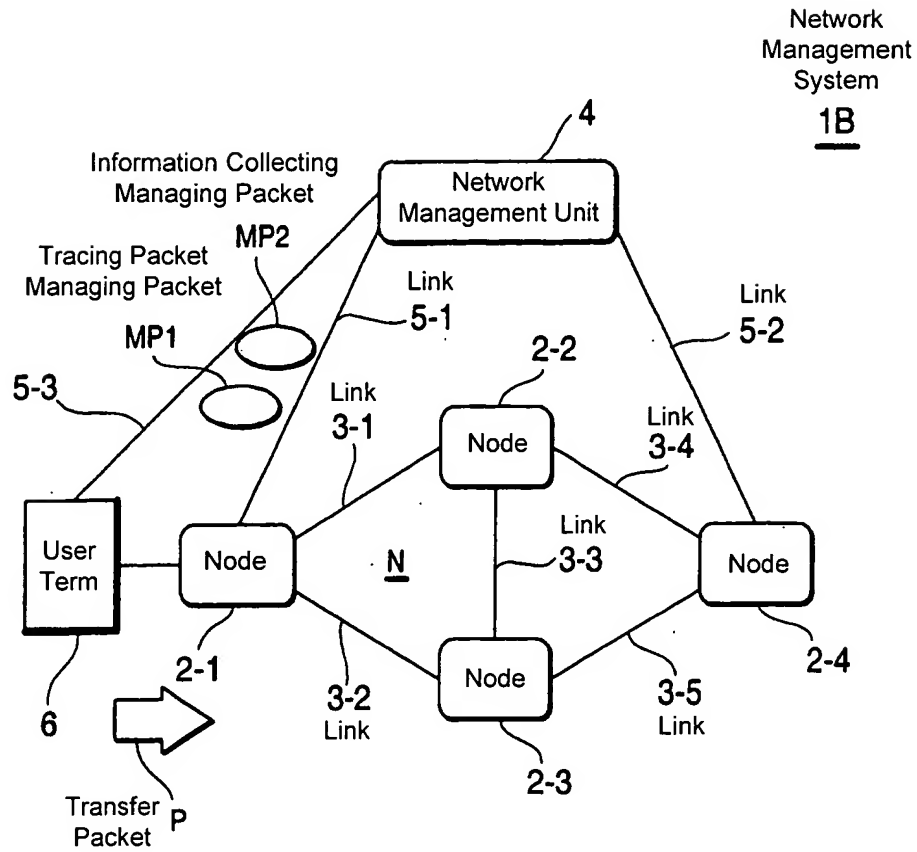 Network
Management
System
1B
4
Information Collecting
Managing Packet
Network
Management Unit
MP2
Tracing Packet
Managing Packet
Link
5-1
Link
5-2
MP1
2-2
5-3
Link
3-1
Node
Link
3-4
User
Term
Node
N
Link
3-3
Node
2-1
3-2
Link
Node
3-5
Link
2-4
6
2-3
Transfer
Packet
P